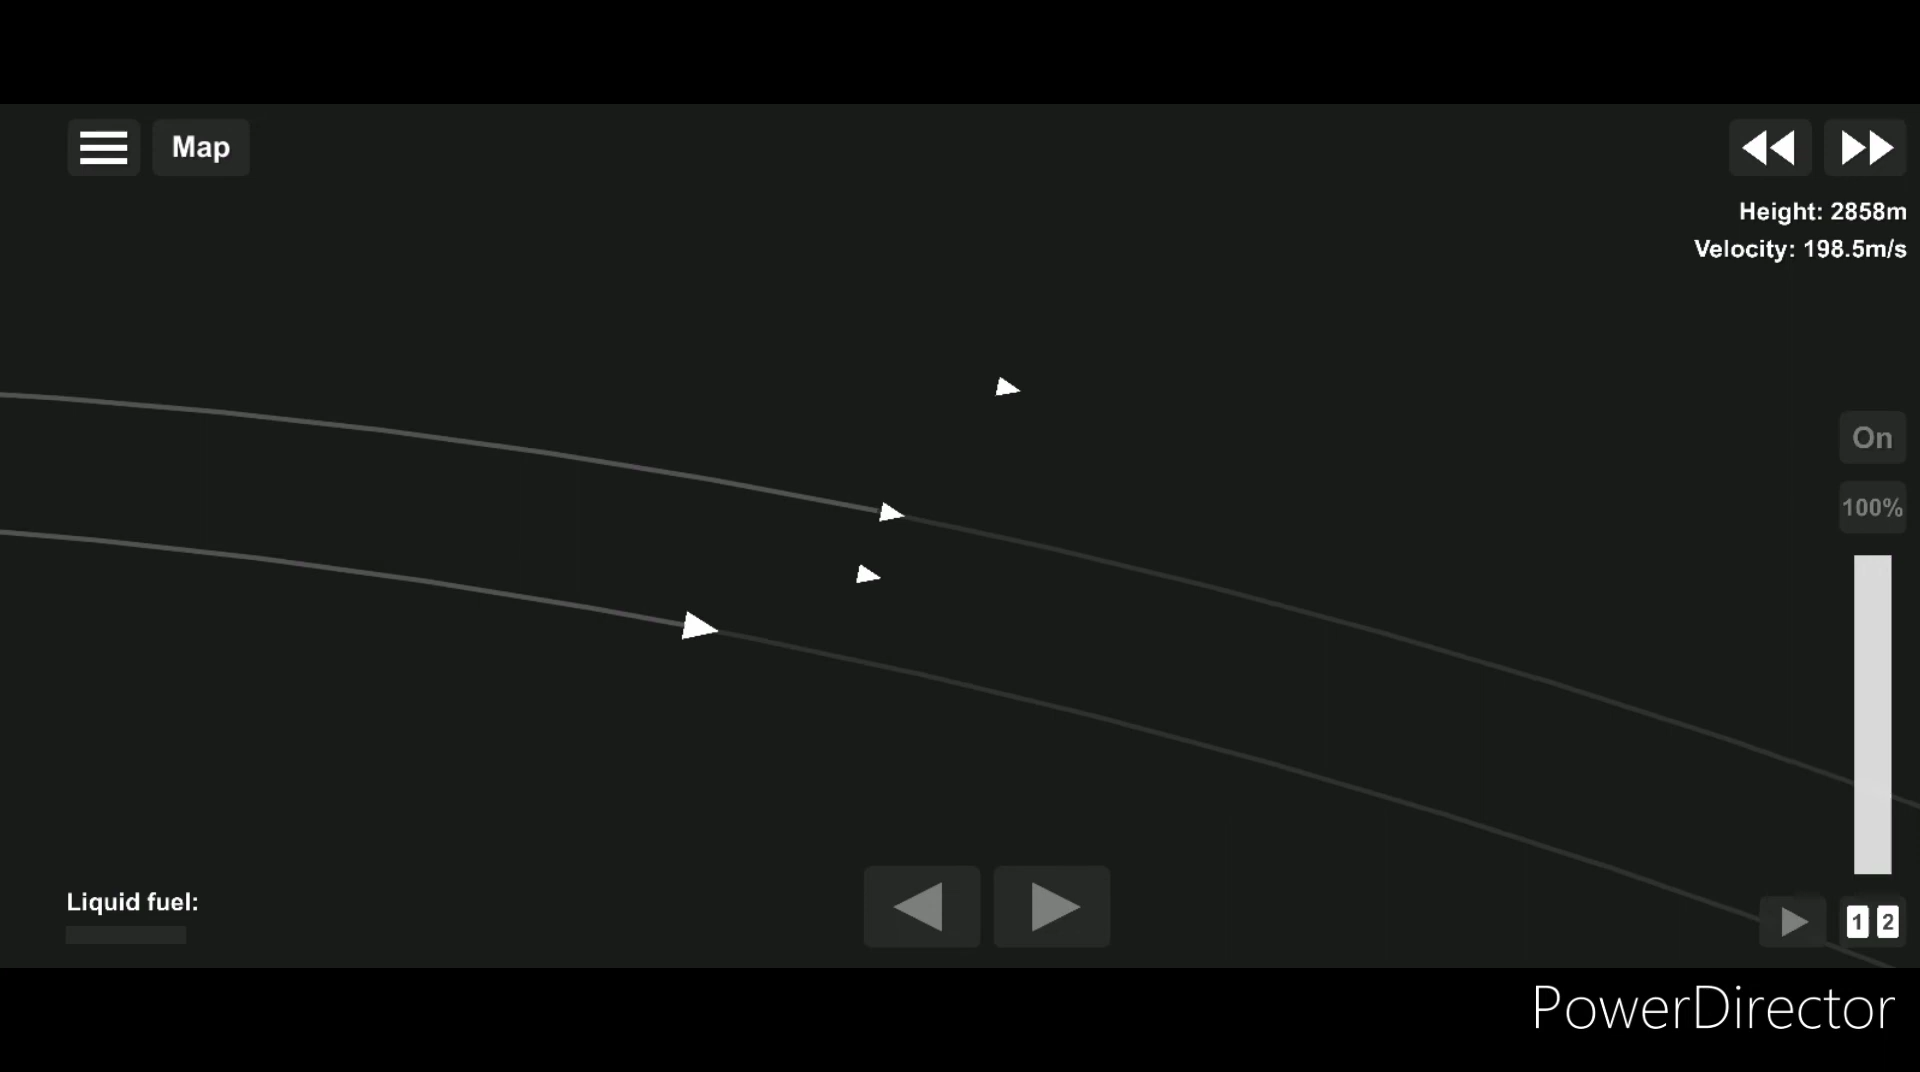 Map
Height: 2858m
Velocity: 198.5m/s
On
100%
Liquid fuel:
1 2
PowerDirector